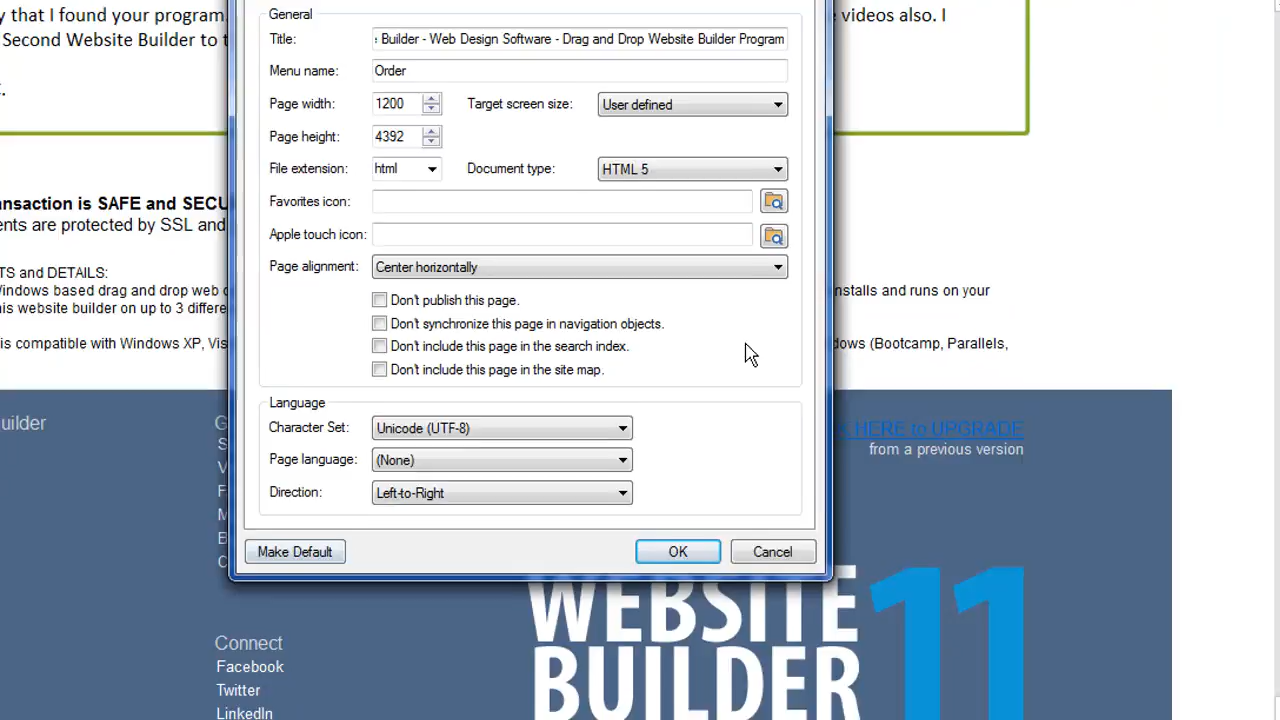 y that I found your program.
videos also. I
Second Website Builder to t
General
Title: : Builder - Web Design Software - Drag and Drop Website Builder Program
Menu name: Order
Page width: 1200 Target screen size: User defined
Page height: 4392
File extension: html Document type: HTML 5
Favorites icon:
Apple touch icon:
Page alignment: Center horizontally
Don't publish this page.
Don't synchronize this page in navigation objects.
Don't include this page in the search index.
Don't include this page in the site map.
Language
Character Set: Unicode (UTF-8)
Page language: (None)
Direction: Left-to-Right
Make Default OK Cancel
ansaction is SAFE and SECU
ents are protected by SSL and
TS and DETAILS:
Windows based drag and drop web installs and runs on your
his website builder on up to 3 differe
is compatible with Windows XP, Vis dows (Bootcamp, Parallels,
uilder
HERE to UPGRADE
from a previous version
Connect
Facebook
Twitter
LinkedIn
WEBSITE
BUILDER
11